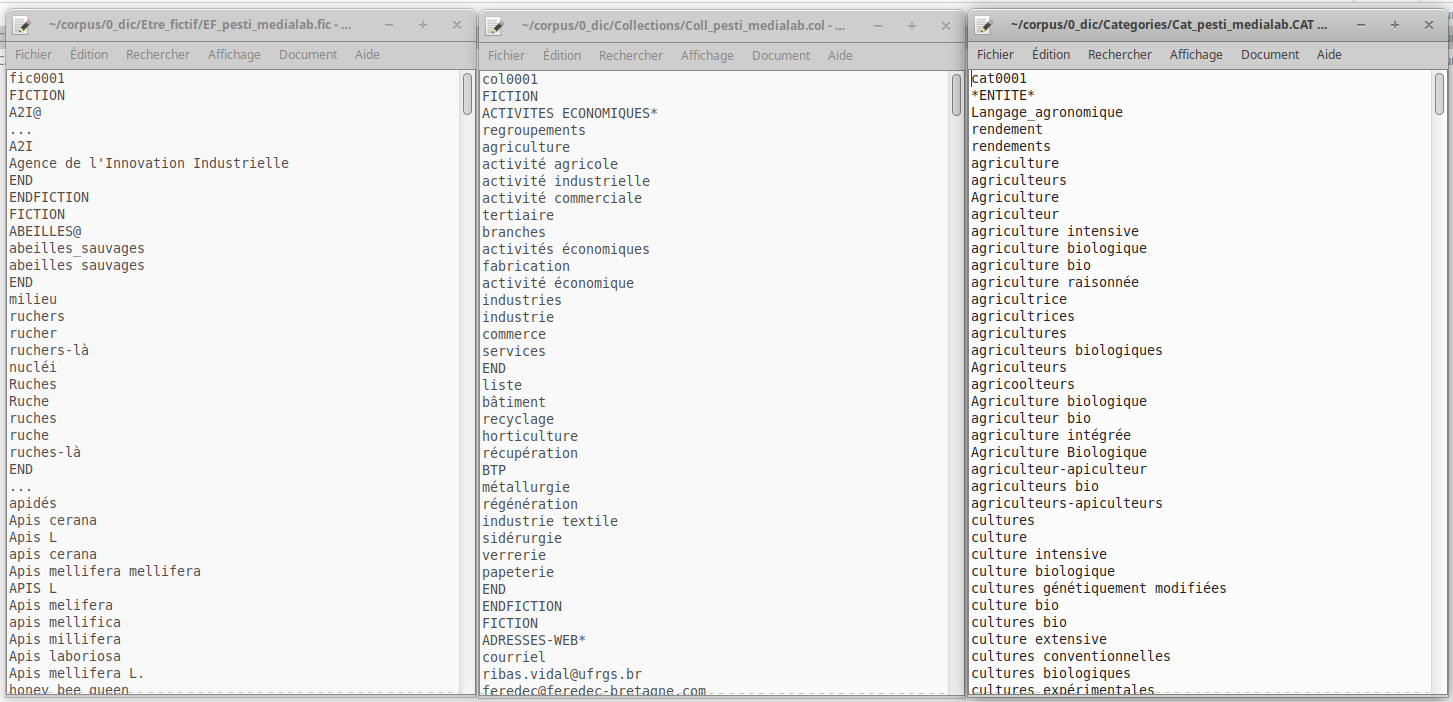 ~/corpus/0_dic/Etre_fictif/EF_pesti_medialab.fic - ...
Fichier Édition Rechercher Affichage Document Aide
fic0001
FICTION
A2I@
...
A2I
Agence de l'Innovation Industrielle
END
ENDFICTION
FICTION
ABEILLES@
abeilles_sauvages
abeilles sauvages
END
milieu
ruchers
rucher
ruchers-là
nucléi
Ruches
Ruche
ruches
ruche
ruches-là
END
...
apidés
Apis cerana
Apis L
apis cerana
Apis mellifera mellifera
APIS L
Apis melifera
apis mellifica
Apis millifera
Apis laboriosa
Apis mellifera L.
honey bee queen
~/corpus/0_dic/Collections/Coll_pesti_medialab.col - ...
Fichier Édition Rechercher Affichage Document Aide
col0001
FICTION
ACTIVITES ECONOMIQUES*
regroupements
agriculture
activité agricole
activité industrielle
activité commerciale
tertiaire
branches
activités économiques
fabrication
activité économique
industries
industrie
commerce
services
END
liste
bâtiment
recyclage
horticulture
récupération
BTP
métallurgie
régénération
industrie textile
sidérurgie
verrerie
papeterie
END
ENDFICTION
FICTION
ADRESSES-WEB*
courriel
ribas.vidal@ufrgs.br
feredec@feredec-bretagne.com
~/corpus/0_dic/Categories/Cat_pesti_medialab.CAT ...
Fichier Édition Rechercher Affichage Document Aide
cat0001
*ENTITE*
Langage_agronomique
rendement
rendements
agriculture
agriculteurs
Agriculture
agriculteur
agriculture intensive
agriculture biologique
agriculture bio
agriculture raisonnée
agricultrice
agricultrices
agricultures
agriculteurs biologiques
Agriculteurs
agricoolteurs
Agriculture biologique
agriculteur bio
agriculture intégrée
Agriculture Biologique
agriculteur-apiculteur
agriculteurs bio
agriculteurs-apiculteurs
cultures
culture
culture intensive
culture biologique
cultures génétiquement modifiées
culture bio
cultures bio
culture extensive
cultures conventionnelles
cultures biologiques
cultures expérimentales